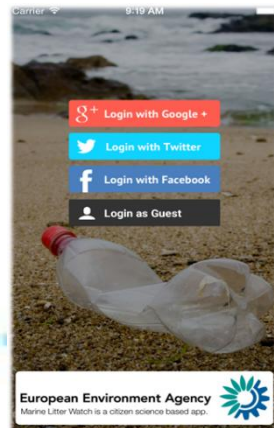 Carrier 9:19 AM
g+ Login with Google +
Login with Twitter
f Login with Facebook
Login as Guest
European Environment Agency
Marine Litter Watch is a citizen science based app.